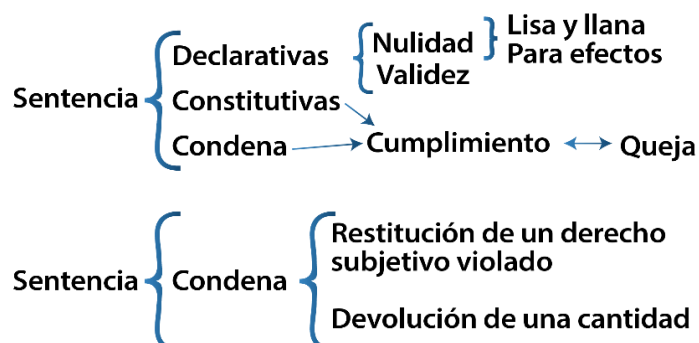 Sentencia
Declarativas
Nulidad
Validez
Lisa y llana
Para efectos
Constitutivas
Condena
Cumplimiento
Queja
Sentencia
Condena
Restitución de un derecho
subjetivo violado
Devolución de una cantidad